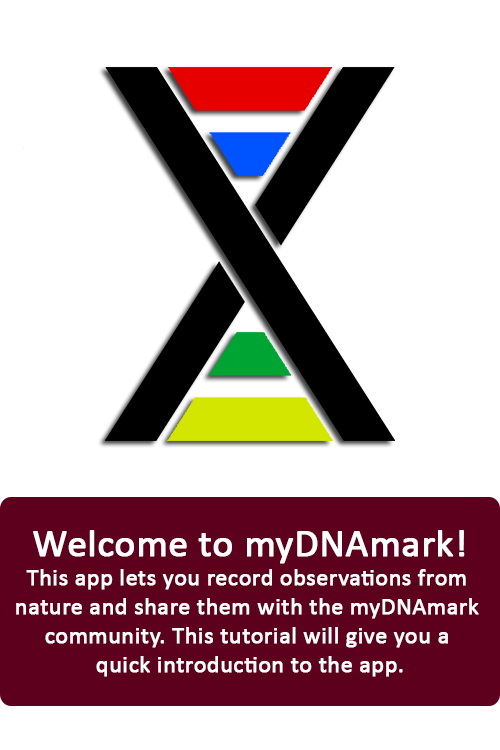 Welcome to myDNAmark!
This app lets you record observations from
nature and share them with the myDNAmark
community. This tutorial will give you a
quick introduction to the app.